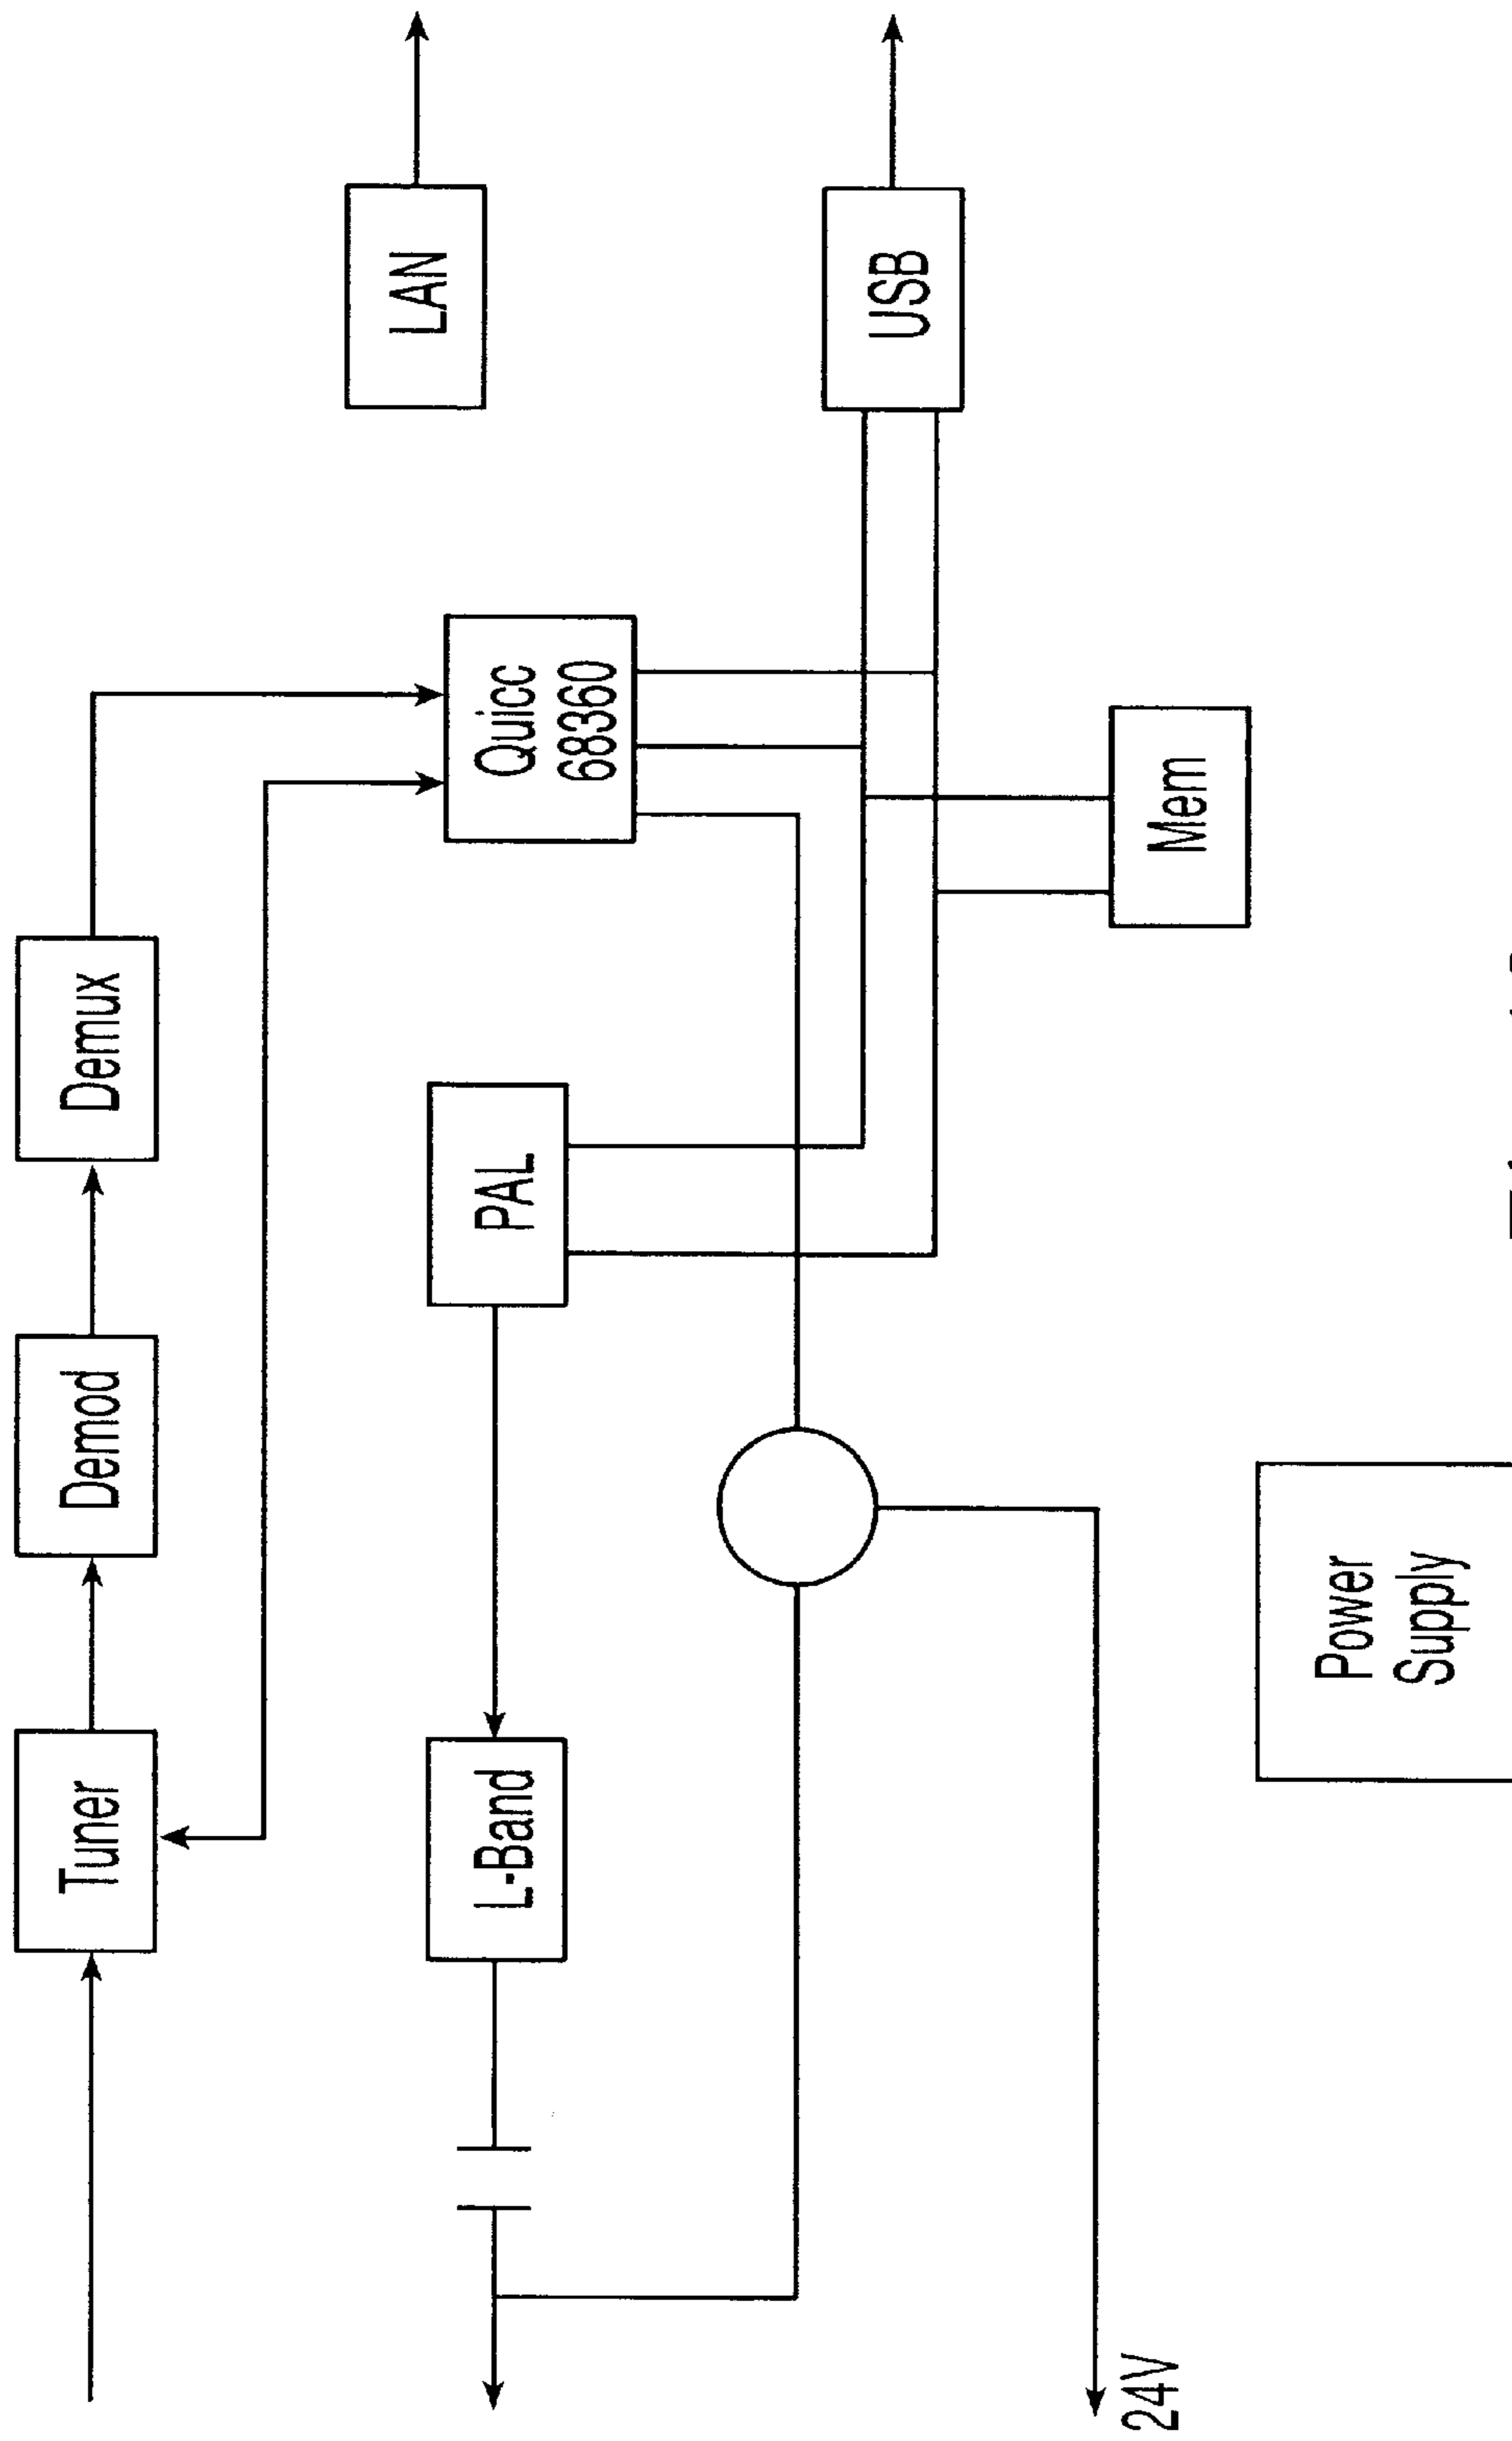 Tuner
Demod
Demux
L-Band
PAL
Quicc
68360
LAN
USB
Mem
24V
Power
Supply